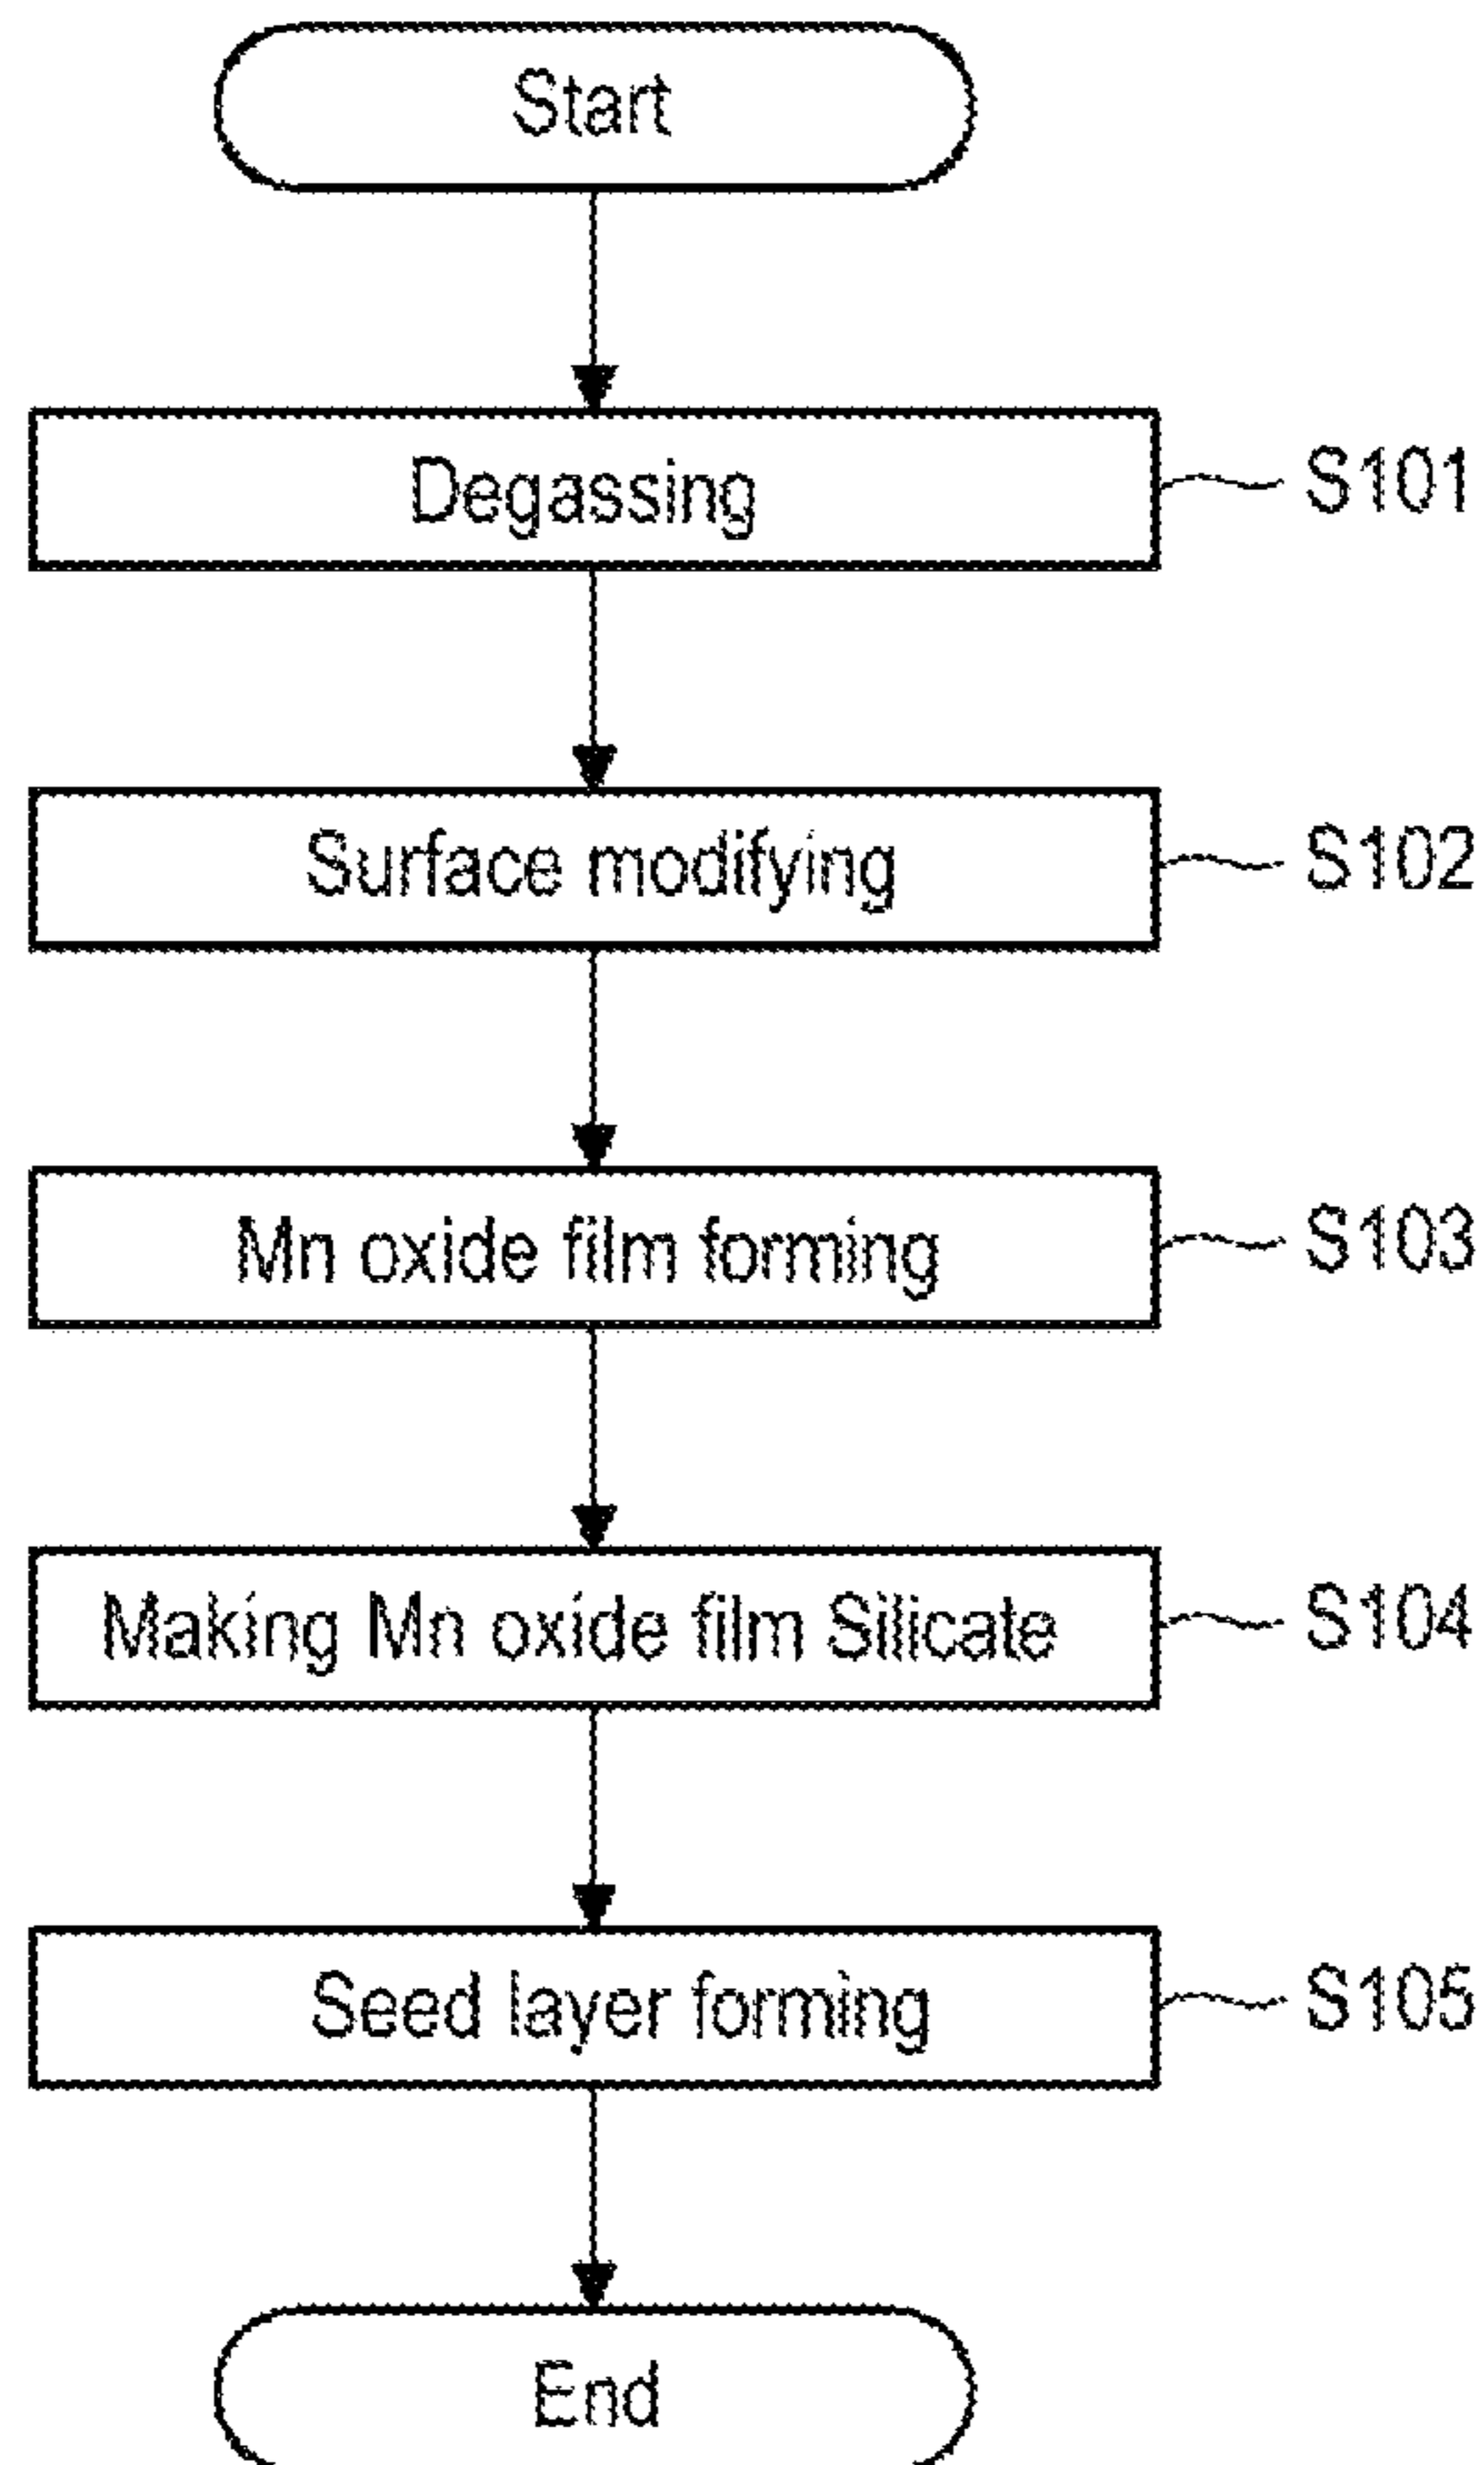 Start
Degassing S101
Surface modifying S102
Mn oxide film forming S103
Making Mn oxide film Silicate S104
Seed layer forming S105
End